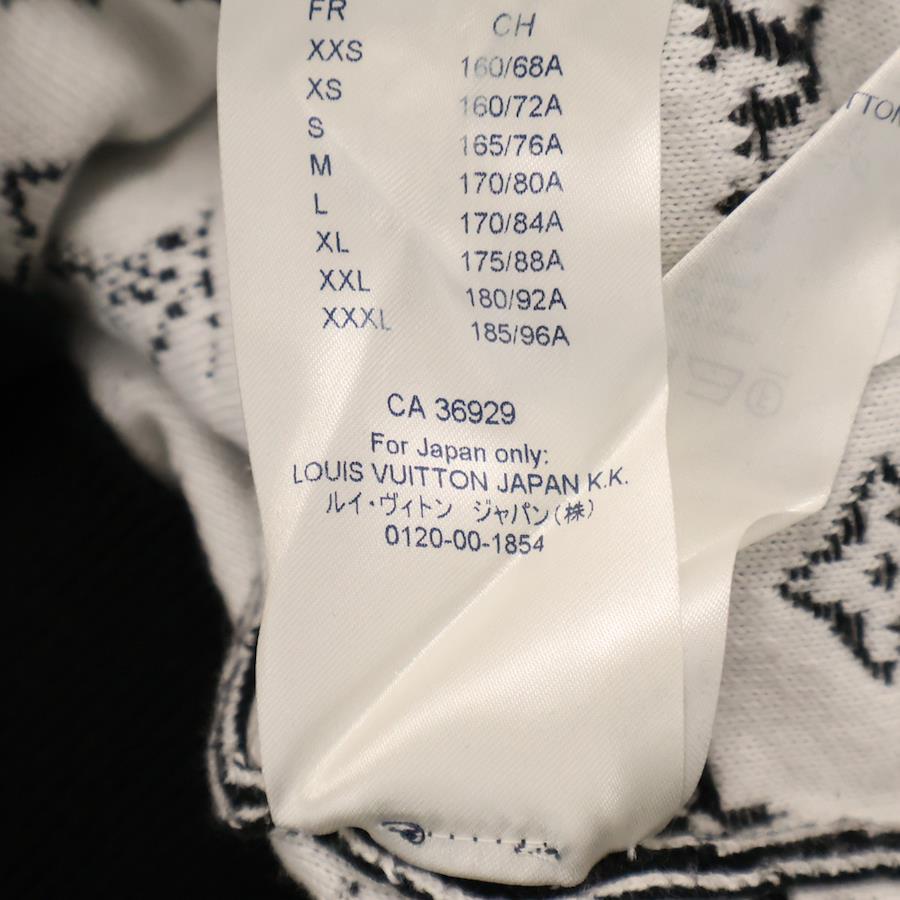 FR CH
XXS 160/68A
XS 160/72A
S 165/76A
M 170/80A
L 170/84A
XL 175/88A
XXL 180/92A
XXXL 185/96A
CA 36929
For Japan only:
LOUIS VUITTON JAPAN K.K.
ルイ・ヴィトン ジャパン(株)
0120-00-1854